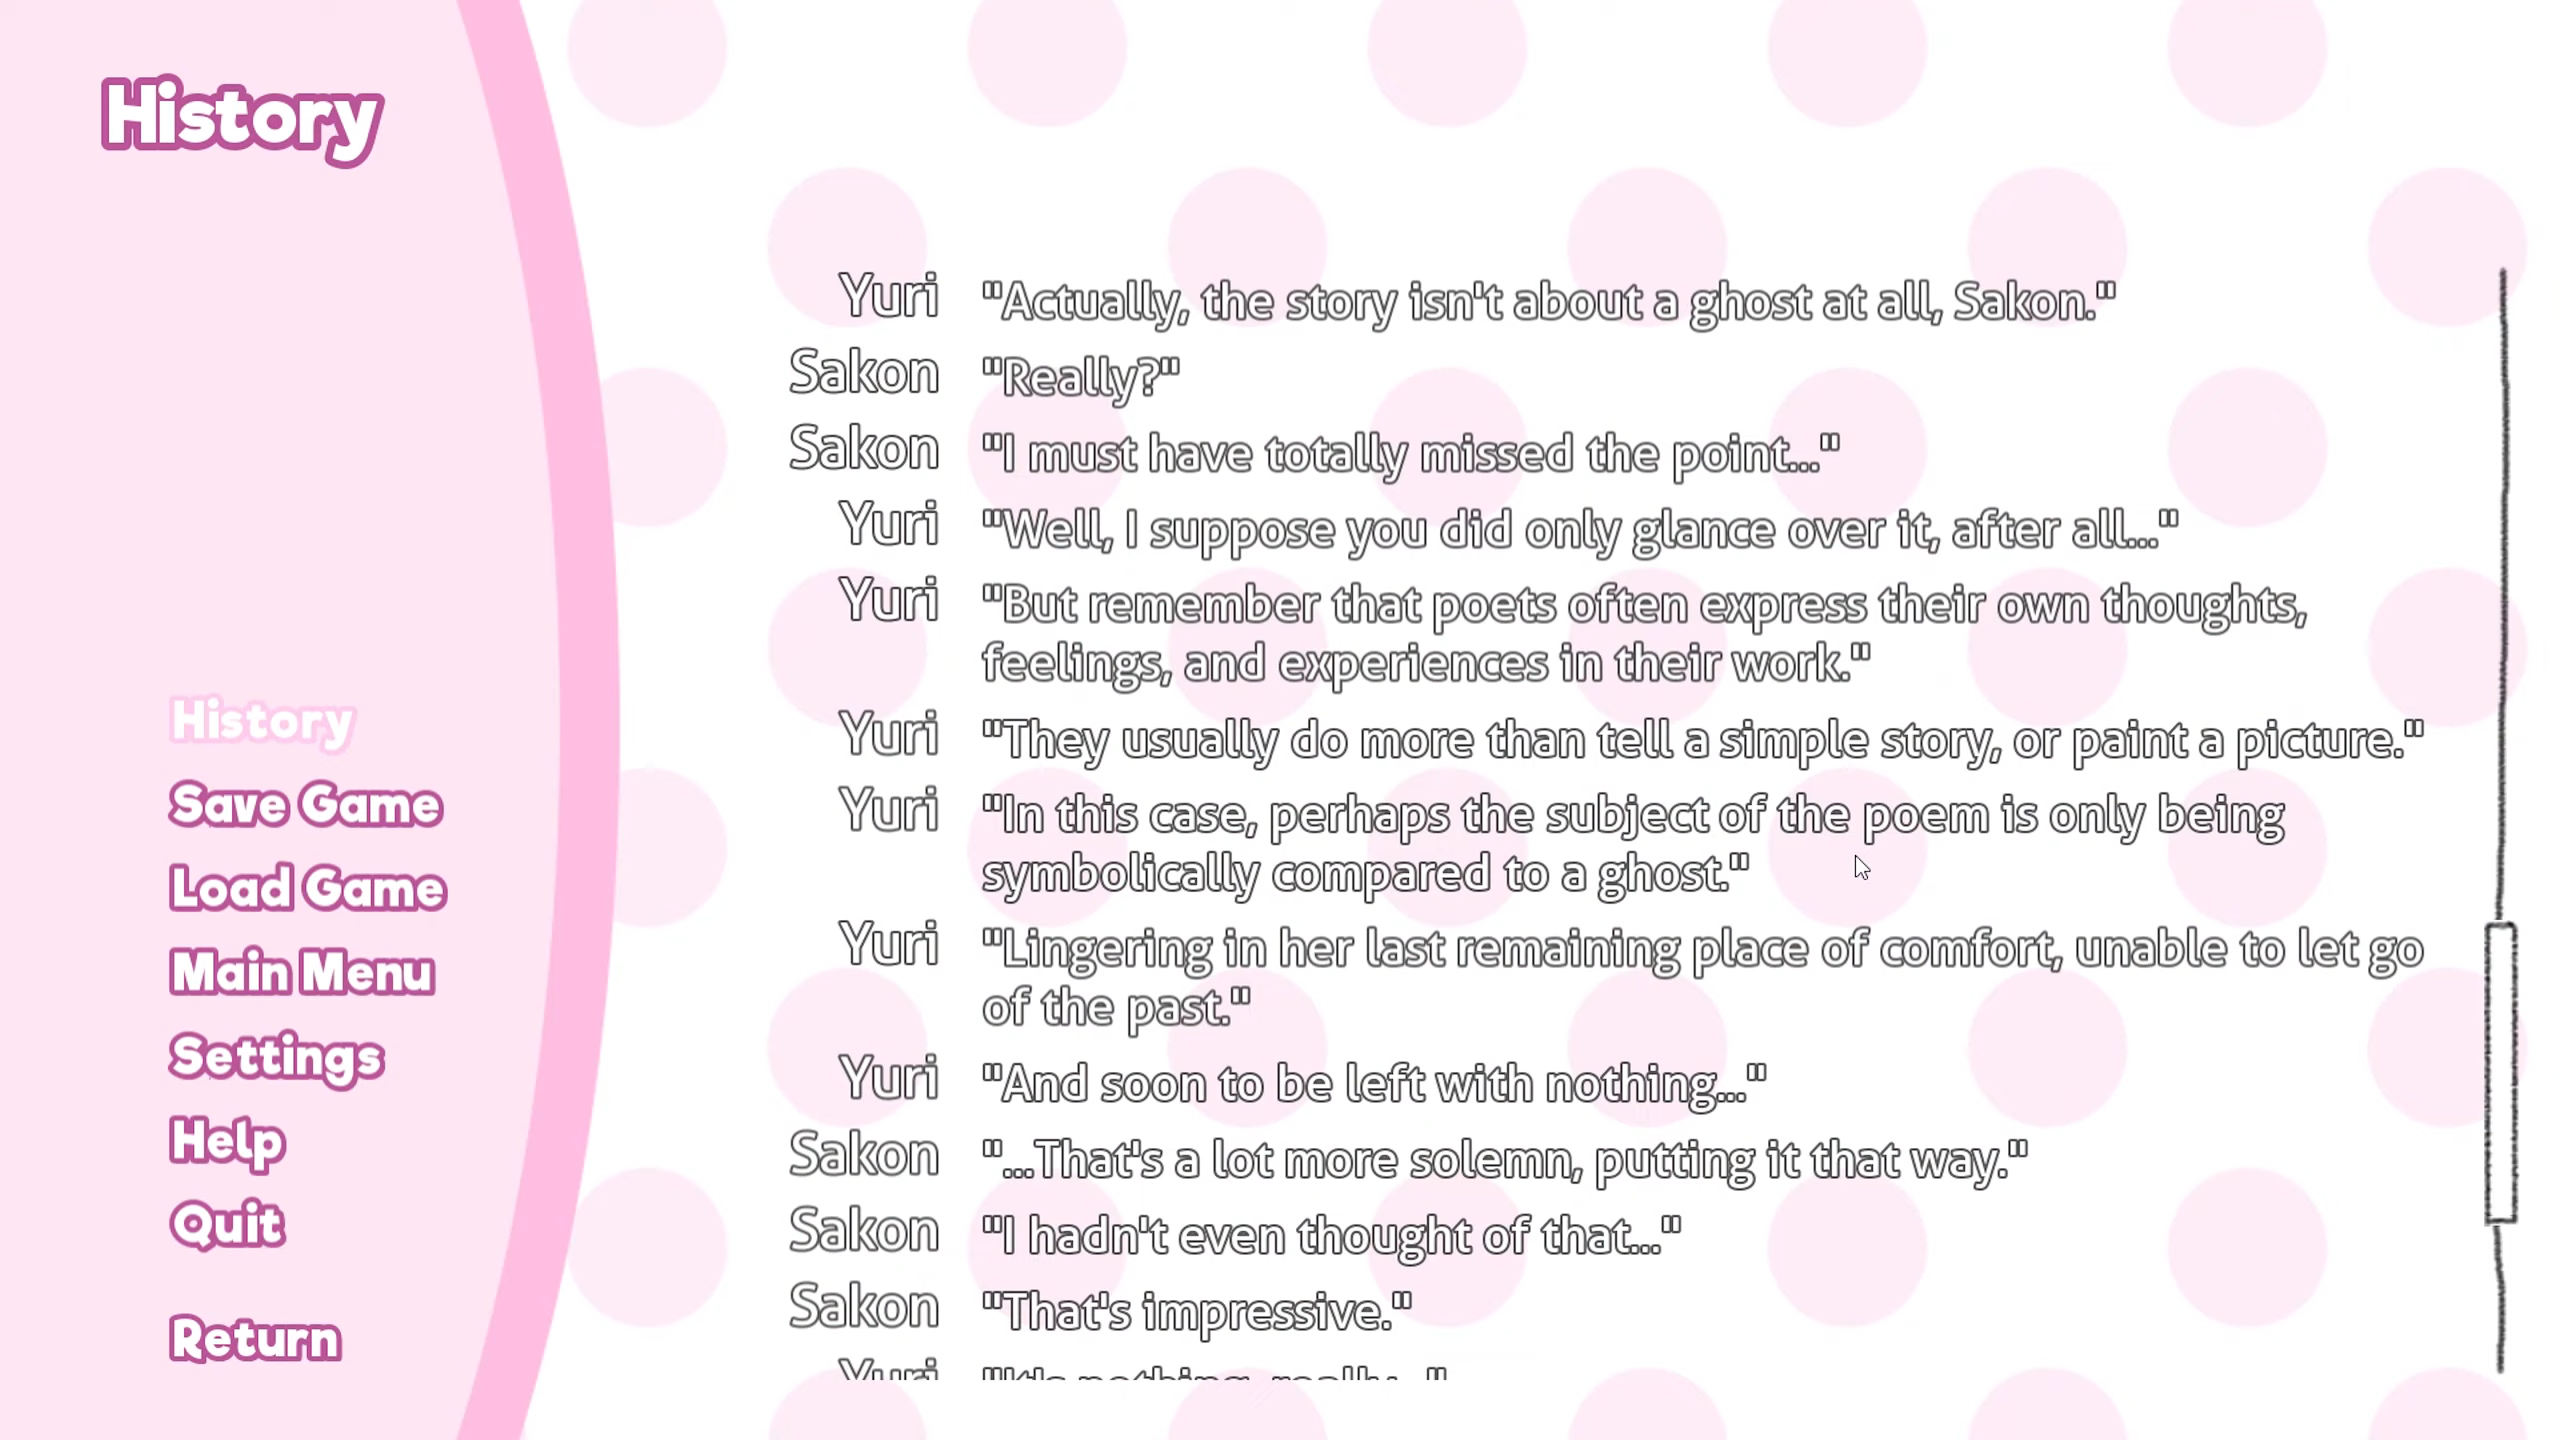 History
Yuri "Actually, the story isn't about a ghost at all, Sakon."
Sakon "Really?"
Sakon "I must have totally missed the point..."
Yuri "Well, I suppose you did only glance over it, after all..."
Yuri "But remember that poets often express their own thoughts,
feelings, and experiences in their work."
Yuri "They usually do more than tell a simple story, or paint a picture."
Yuri "In this case, perhaps the subject of the poem is only being
symbolically compared to a ghost."
Yuri "Lingering in her last remaining place of comfort, unable to let go
of the past."
Yuri "And soon to be left with nothing..."
Sakon "...That's a lot more solemn, putting it that way."
Sakon "I hadn't even thought of that..."
Sakon "That's impressive."
Yuri "It's nothing, really..."
History
Save Game
Load Game
Main Menu
Settings
Help
Quit
Return